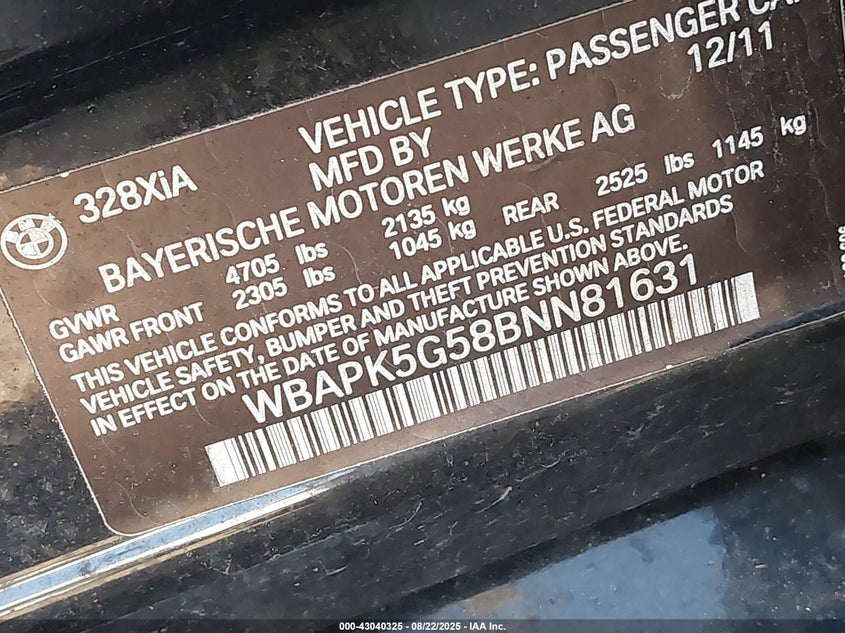 VEHICLE TYPE: PASSENGER CAR
12/11
328XiA
MFD BY
BAYERISCHE MOTOREN WERKE AG
GVWR 4705 lbs 2135 kg
GAWR FRONT 2305 lbs 1045 kg REAR 2525 lbs 1145 kg
THIS VEHICLE CONFORMS TO ALL APPLICABLE U.S. FEDERAL MOTOR
VEHICLE SAFETY, BUMPER AND THEFT PREVENTION STANDARDS
IN EFFECT ON THE DATE OF MANUFACTURE SHOWN ABOVE.
WBAPK5G58BNN81631
000-43040325 - 08/22/2025 - IAA Inc.